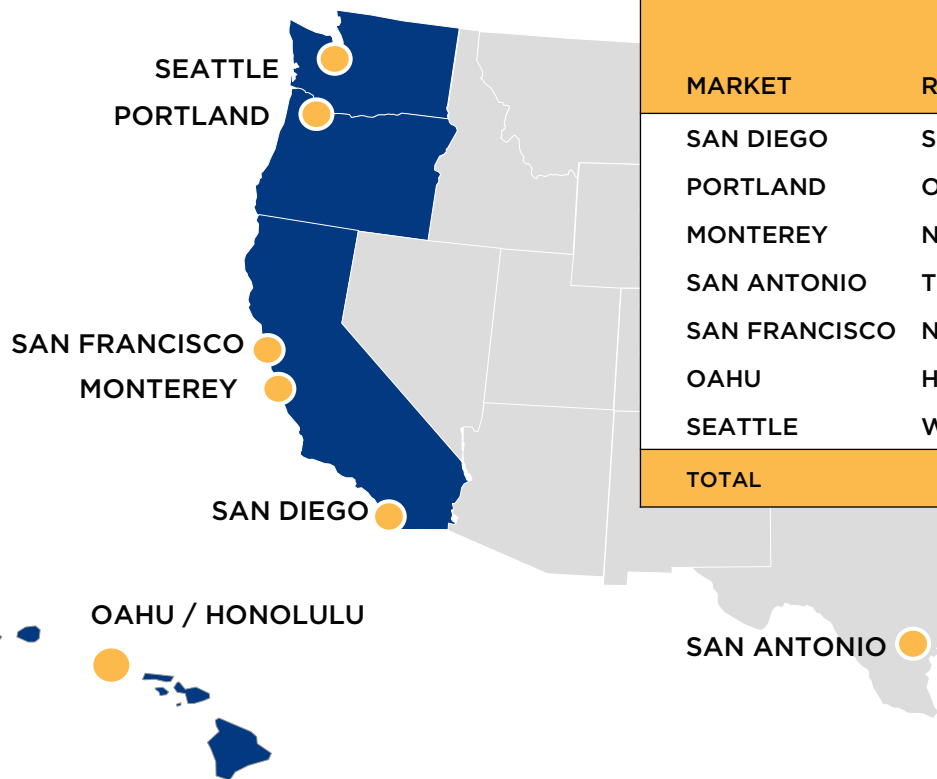 SEATTLE
PORTLAND
SAN FRANCISCO
MONTEREY
SAN DIEGO
OAHU / HONOLULU
SAN ANTONIO
MARKET R
SAN DIEGO S
PORTLAND O
MONTEREY N
SAN ANTONIO T
SAN FRANCISCO N
OAHU H
SEATTLE W
TOTAL